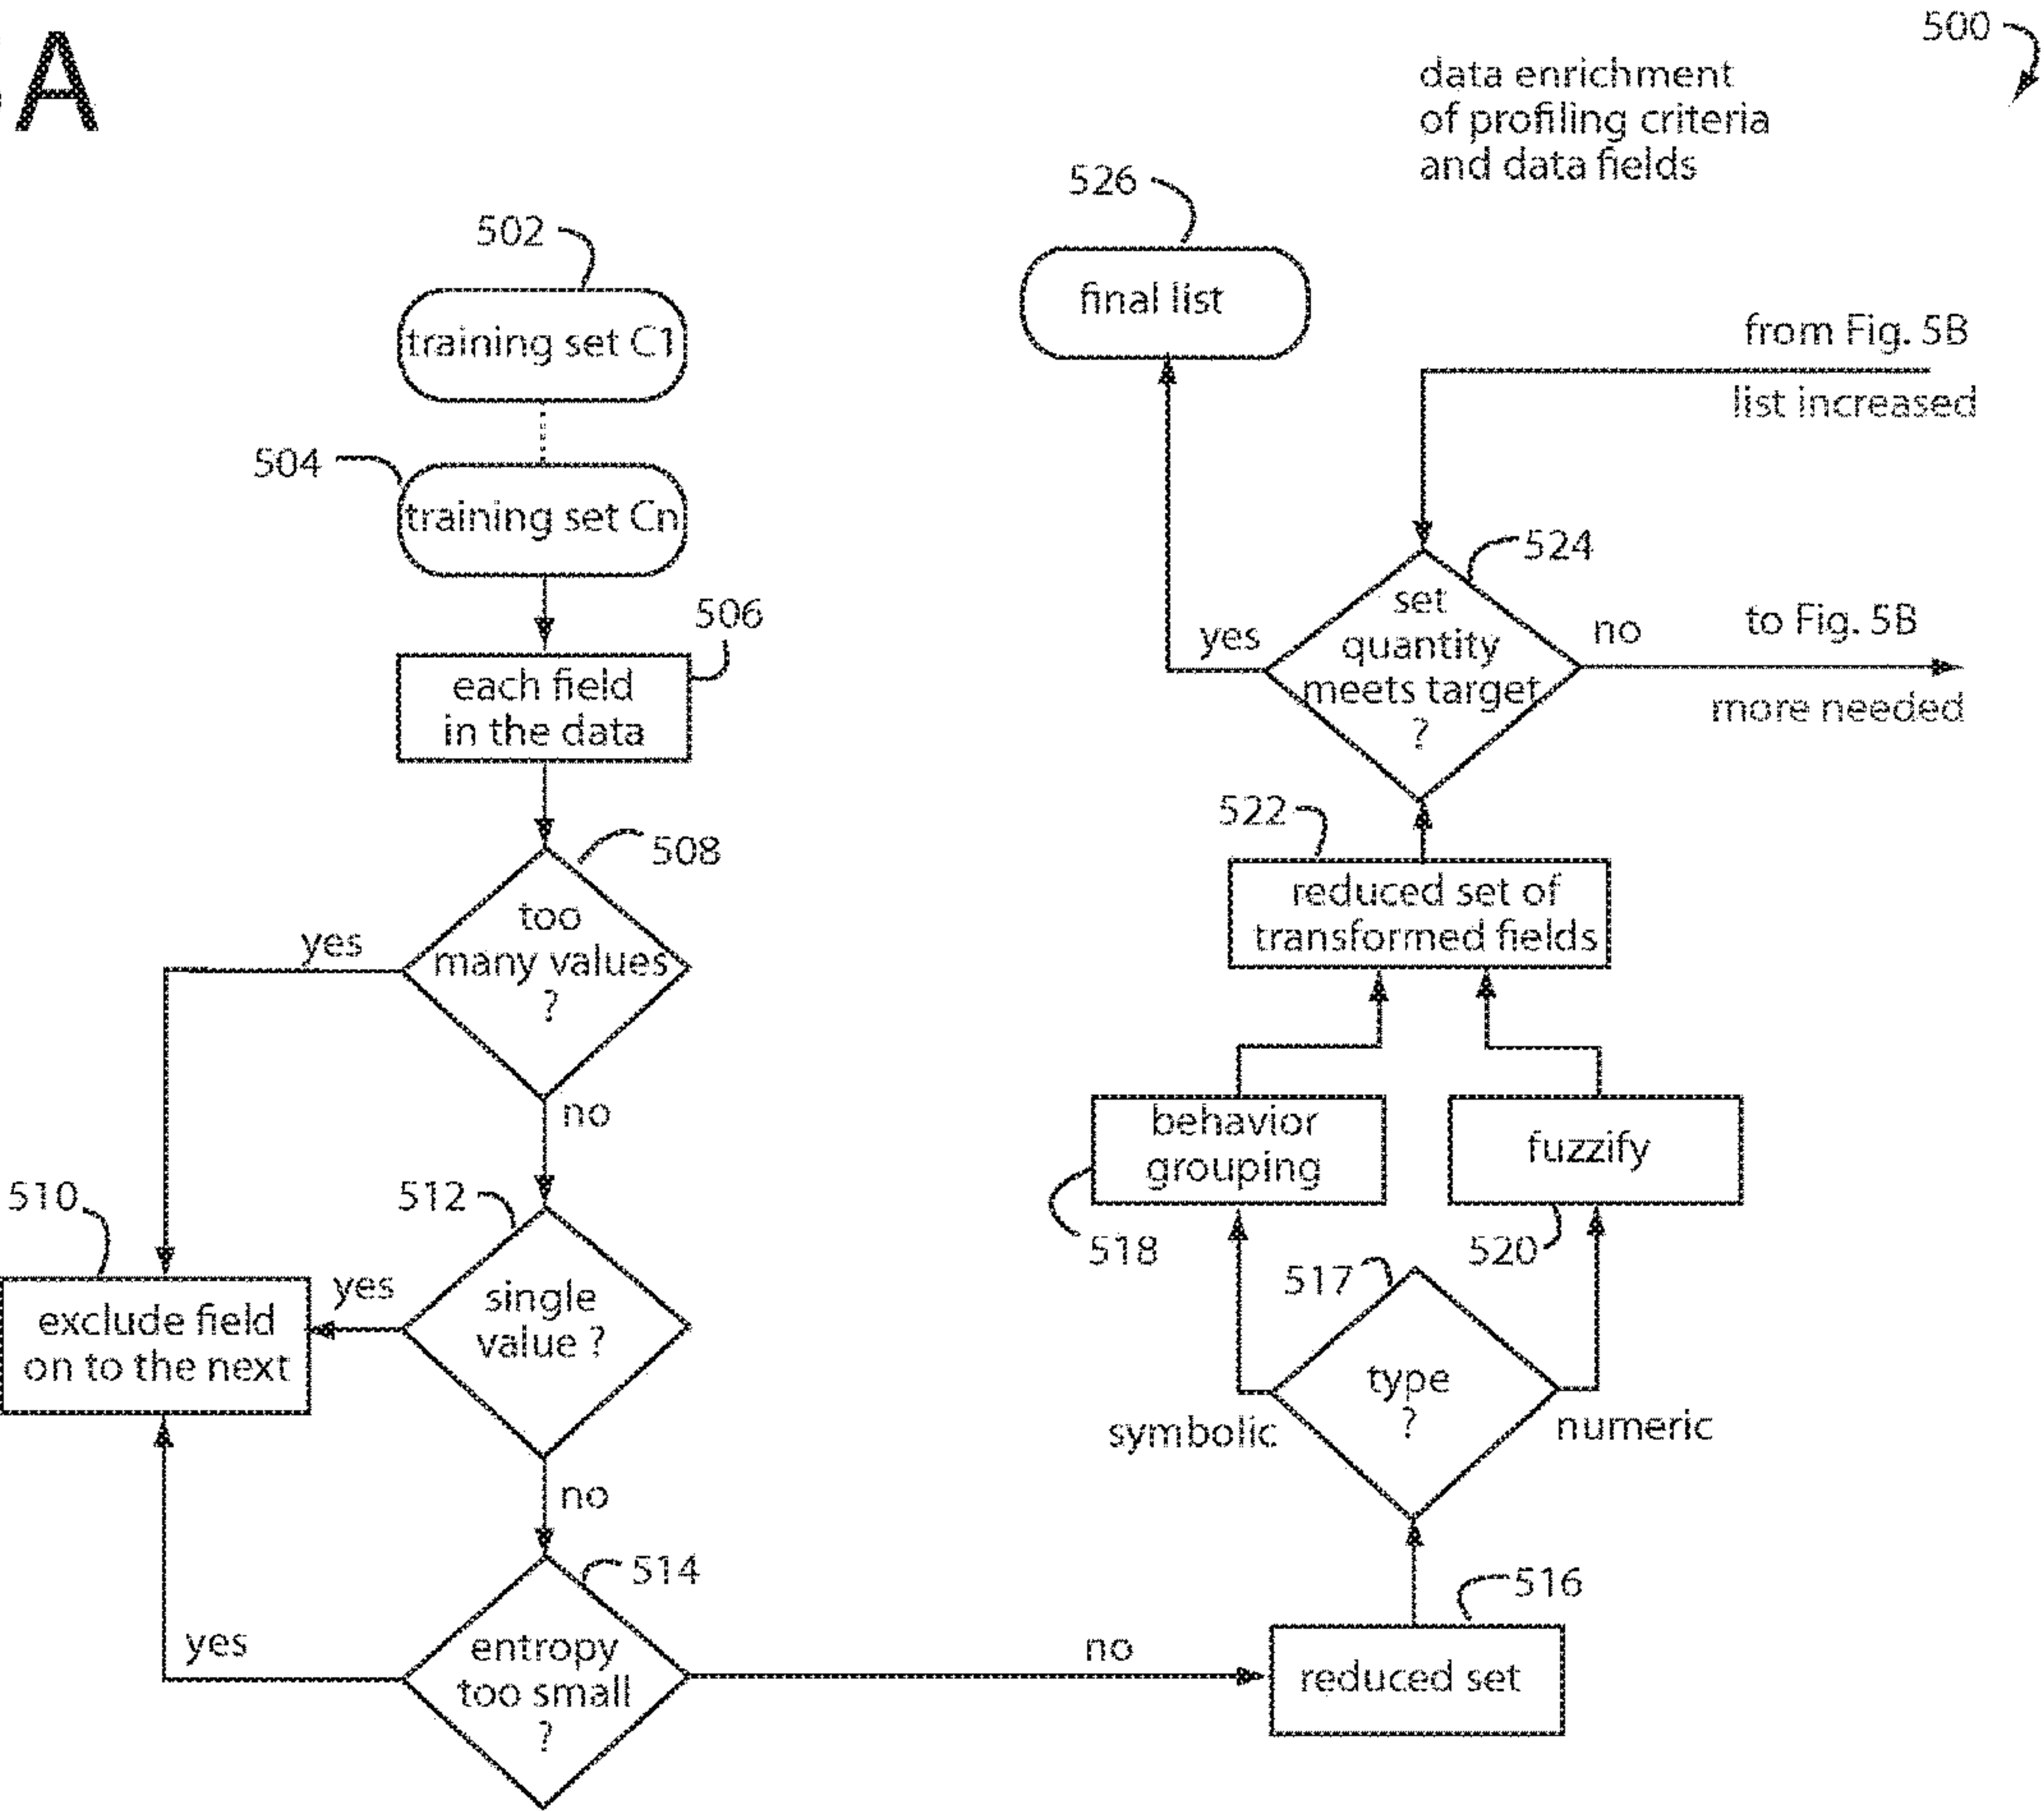 A
500
data enrichment
of profiling criteria
and data fields
526
final list
502
training set C1
504
training set Cn
506
each field
in the data
508
too
many values
?
yes
no
510
exclude field
on to the next
512
single
value ?
yes
no
514
entropy
too small
?
yes
no
516
reduced set
517
type
?
symbolic
numeric
518
behavior
grouping
520
fuzzify
522
reduced set of
transformed fields
524
set
quantity
meets target
?
yes
no
from Fig. 5B
list increased
to Fig. 5B
more needed